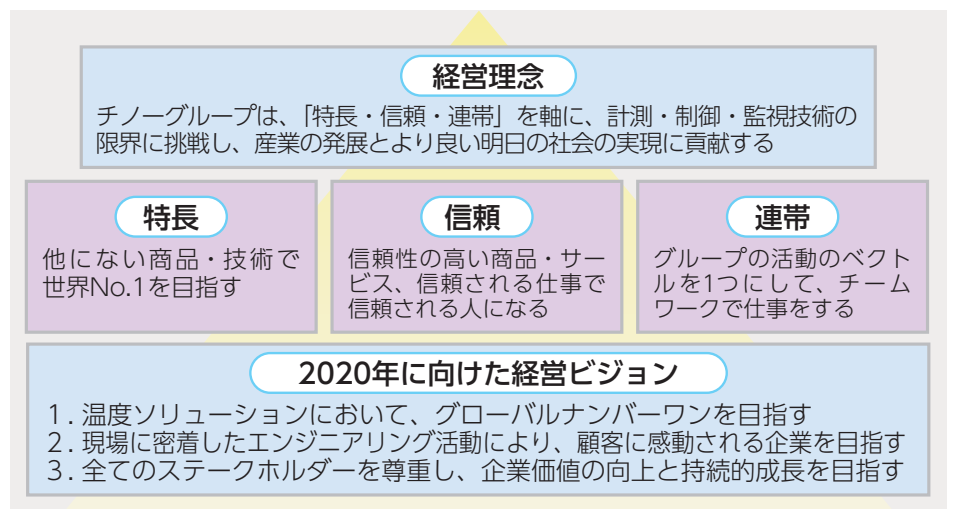 経営理念
チノーグループは、「特長・信頼・連帯」を軸に、計測・制御・監視技術の
限界に挑戦し、産業の発展とより良い明日の社会の実現に貢献する
特長
他にない商品・技術で
世界No.1を目指す
信頼
信頼性の高い商品・サー
ビス、信頼される仕事で
信頼される人になる
連帯
グループの活動のベクト
ルを1つにして、チーム
ワークで仕事をする
2020年に向けた経営ビジョン
1. 温度ソリューションにおいて、グローバルナンバーワンを目指す
2. 現場に密着したエンジニアリング活動により、顧客に感動される企業を目指す
3. 全てのステークホルダーを尊重し、企業価値の向上と持続的成長を目指す